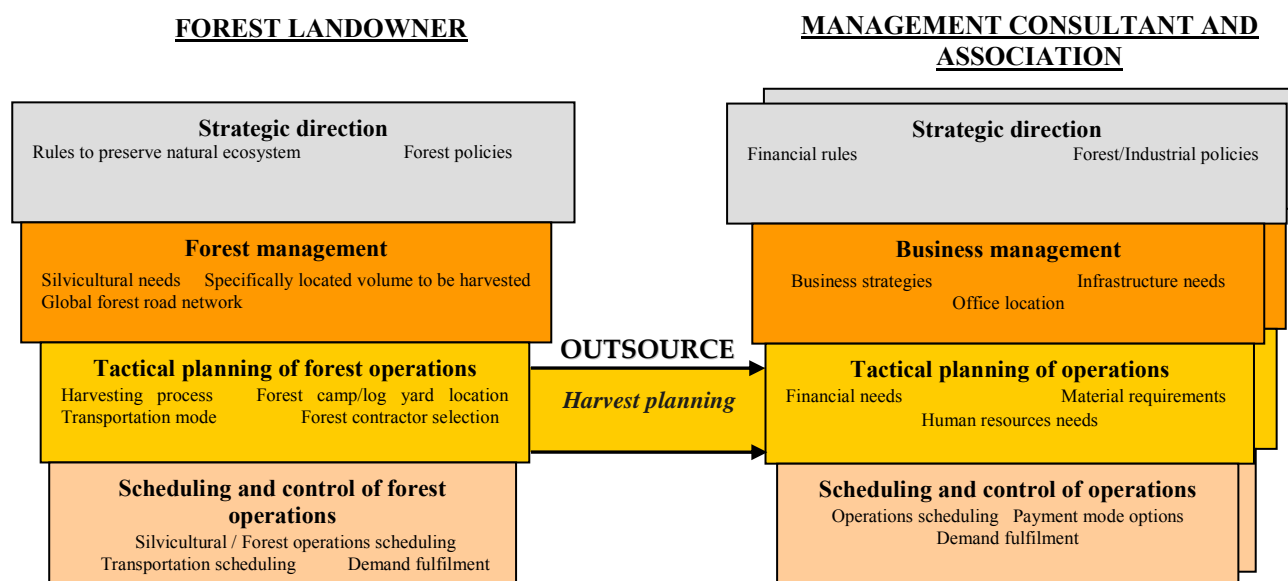 FOREST LANDOWNER
Strategic direction
Rules to preserve natural ecosystem Forest policies
Forest management
Silvicultural needs Specifically located volume to be harvested
Global forest road network
Tactical planning of forest operations
Harvesting process Forest camp/log yard location
Transportation mode Forest contractor selection
Scheduling and control of forest
operations
Silvicultural / Forest operations scheduling
Transportation scheduling Demand fulfilment
OUTSOURCE
Harvest planning
MANAGEMENT CONSULTANT AND
ASSOCIATION
Strategic direction
Financial rules Forest/Industrial policies
Business management
Business strategies Infrastructure needs
Office location
Tactical planning of operations
Financial needs Material requirements
Human resources needs
Scheduling and control of operations
Operations scheduling Payment mode options
Demand fulfilment